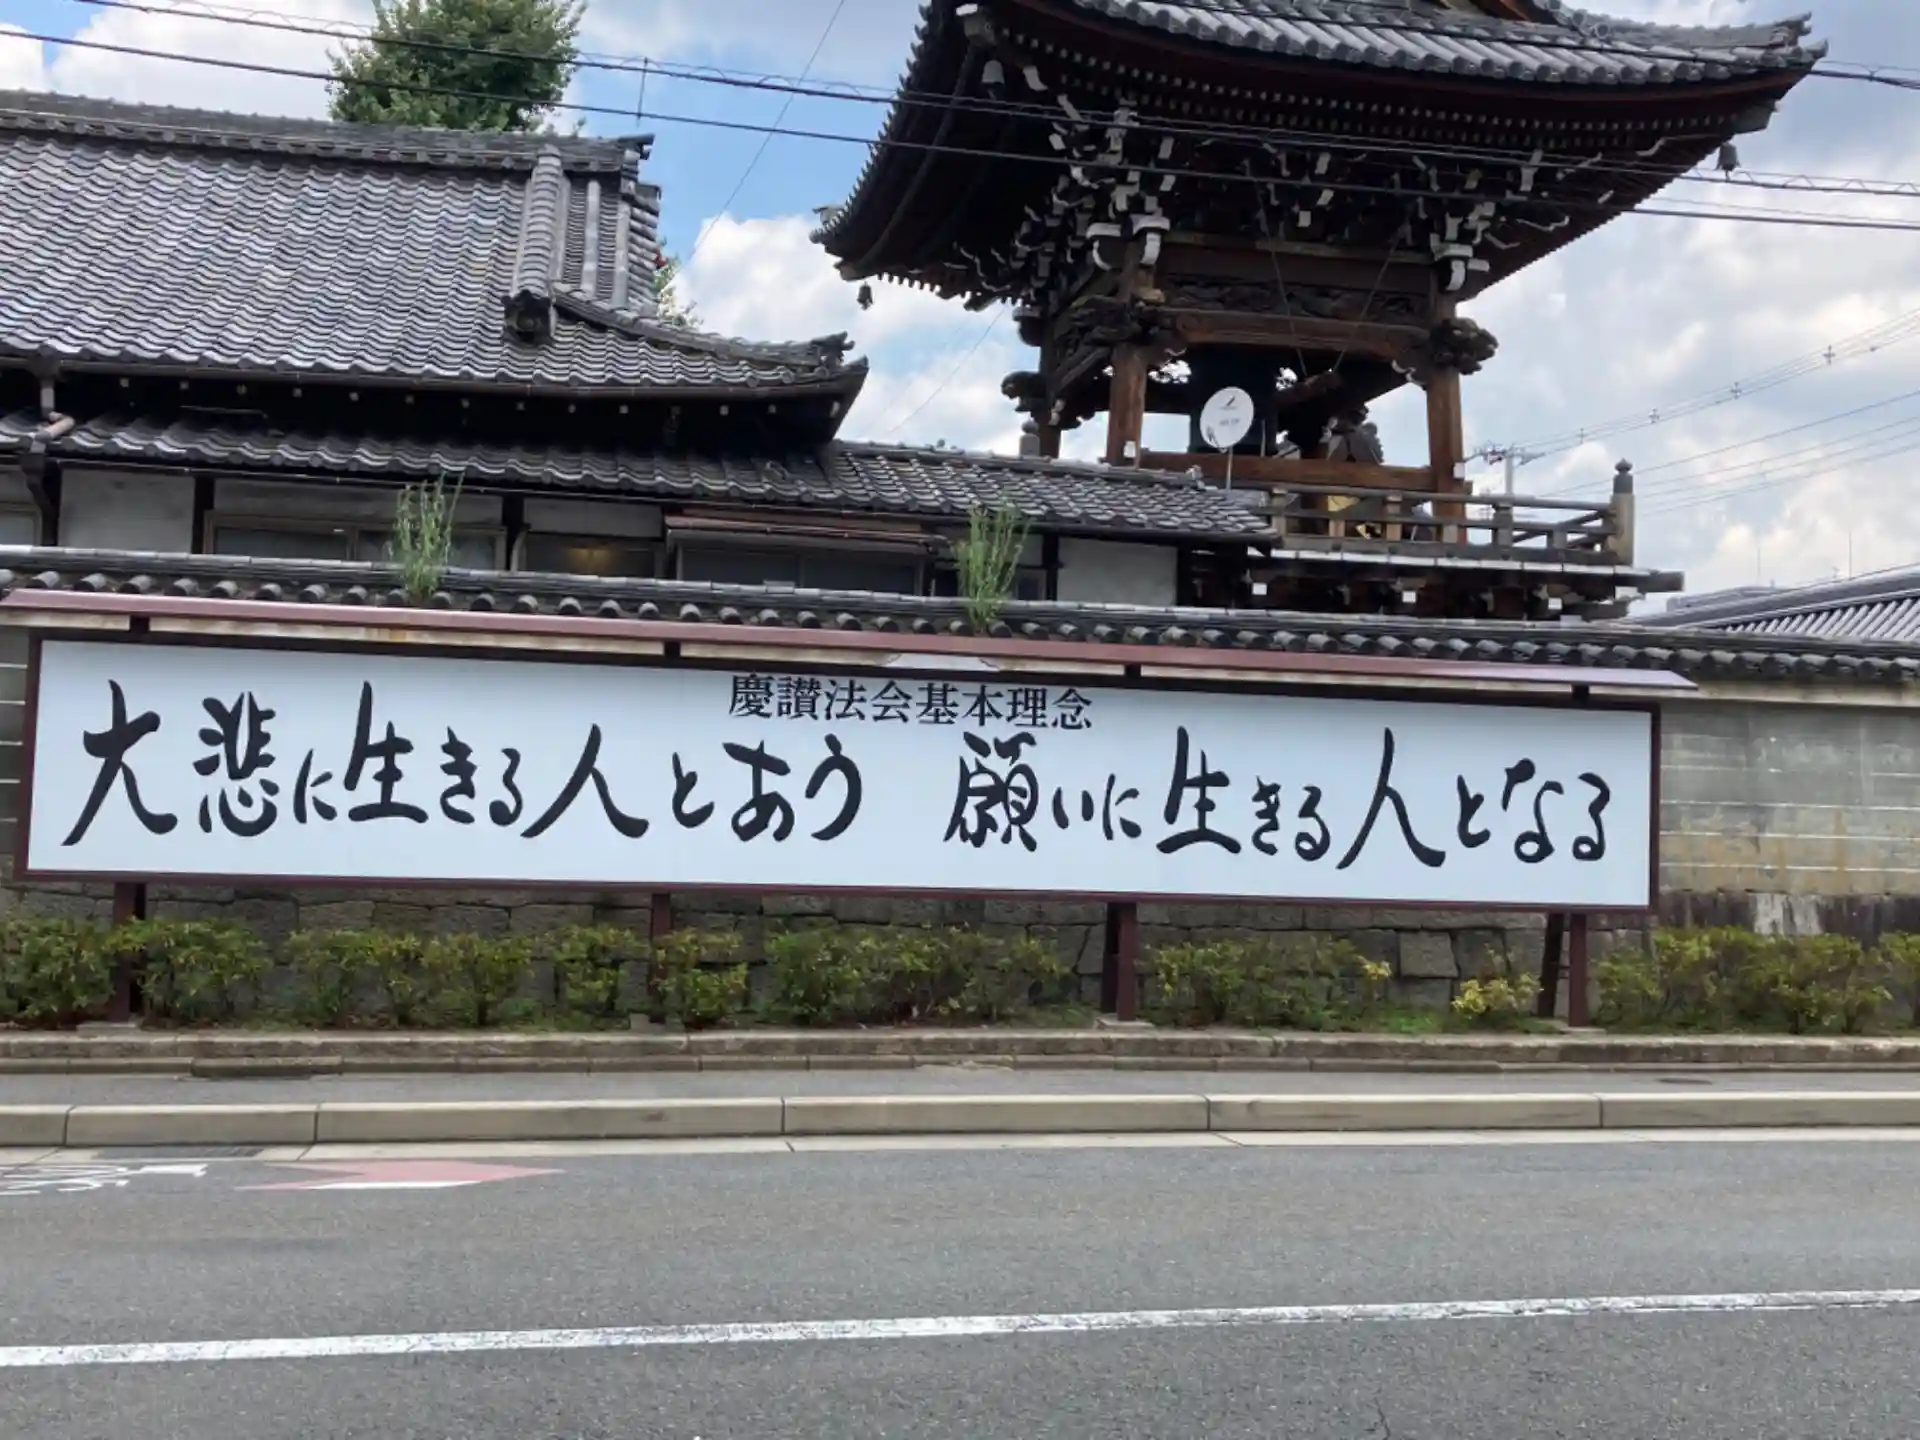 慶讃法会基本理念
大悲に生きる人とあう　願いに生きる人となる